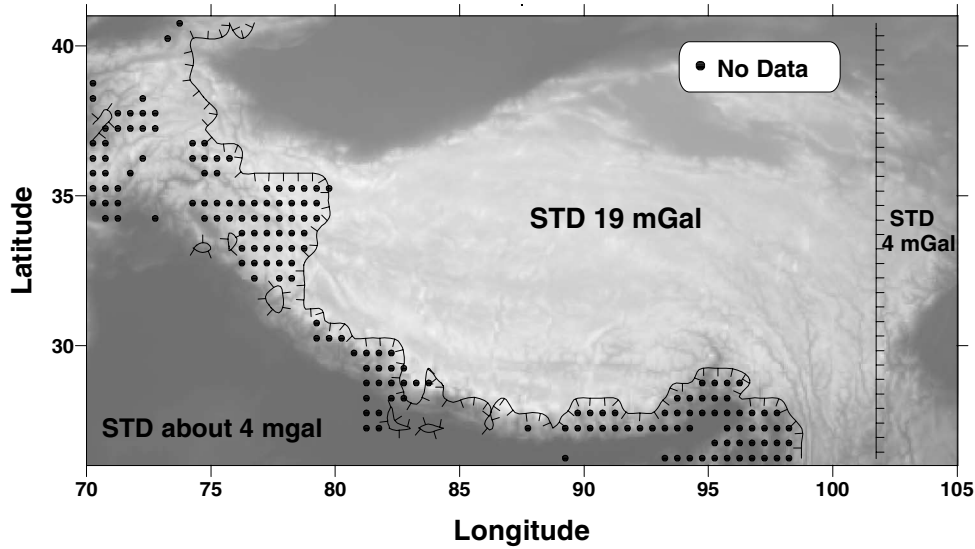 40
35
30
Latitude
No Data
STD 19 mGal
STD
4 mGal
STD about 4 mgal
70 75 80 85 90 95 100 105
Longitude